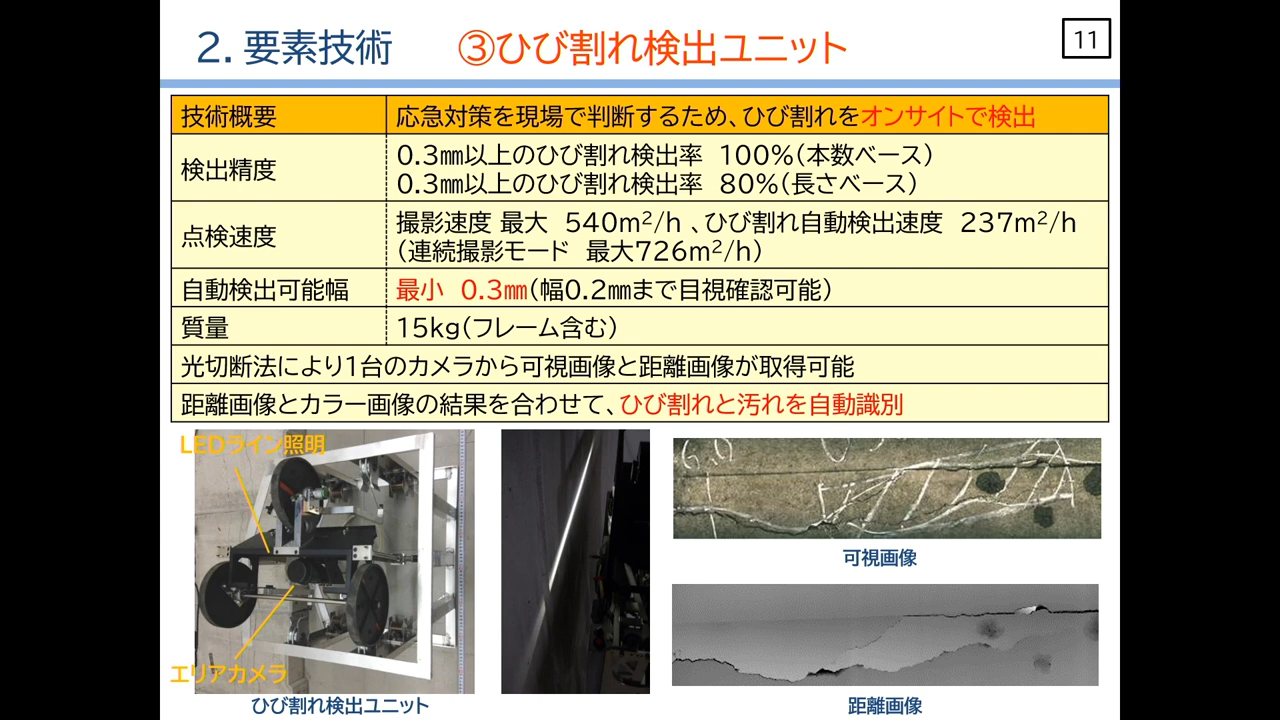 2. 要素技術 ③ひび割れ検出ユニット
11
技術概要
応急対策を現場で判断するため、ひび割れをオンサイトで検出
検出精度
0.3㎜以上のひび割れ検出率 100%(本数ベース)
0.3㎜以上のひび割れ検出率 80%(長さベース)
点検速度
撮影速度 最大 540m²/h 、ひび割れ自動検出速度 237m²/h
(連続撮影モード 最大726m²/h)
自動検出可能幅
最小 0.3㎜(幅0.2㎜まで目視確認可能)
質量
15kg(フレーム含む)
光切断法により1台のカメラから可視画像と距離画像が取得可能
距離画像とカラー画像の結果を合わせて、ひび割れと汚れを自動識別
LEDライン照明
エリアカメラ
ひび割れ検出ユニット
可視画像
距離画像